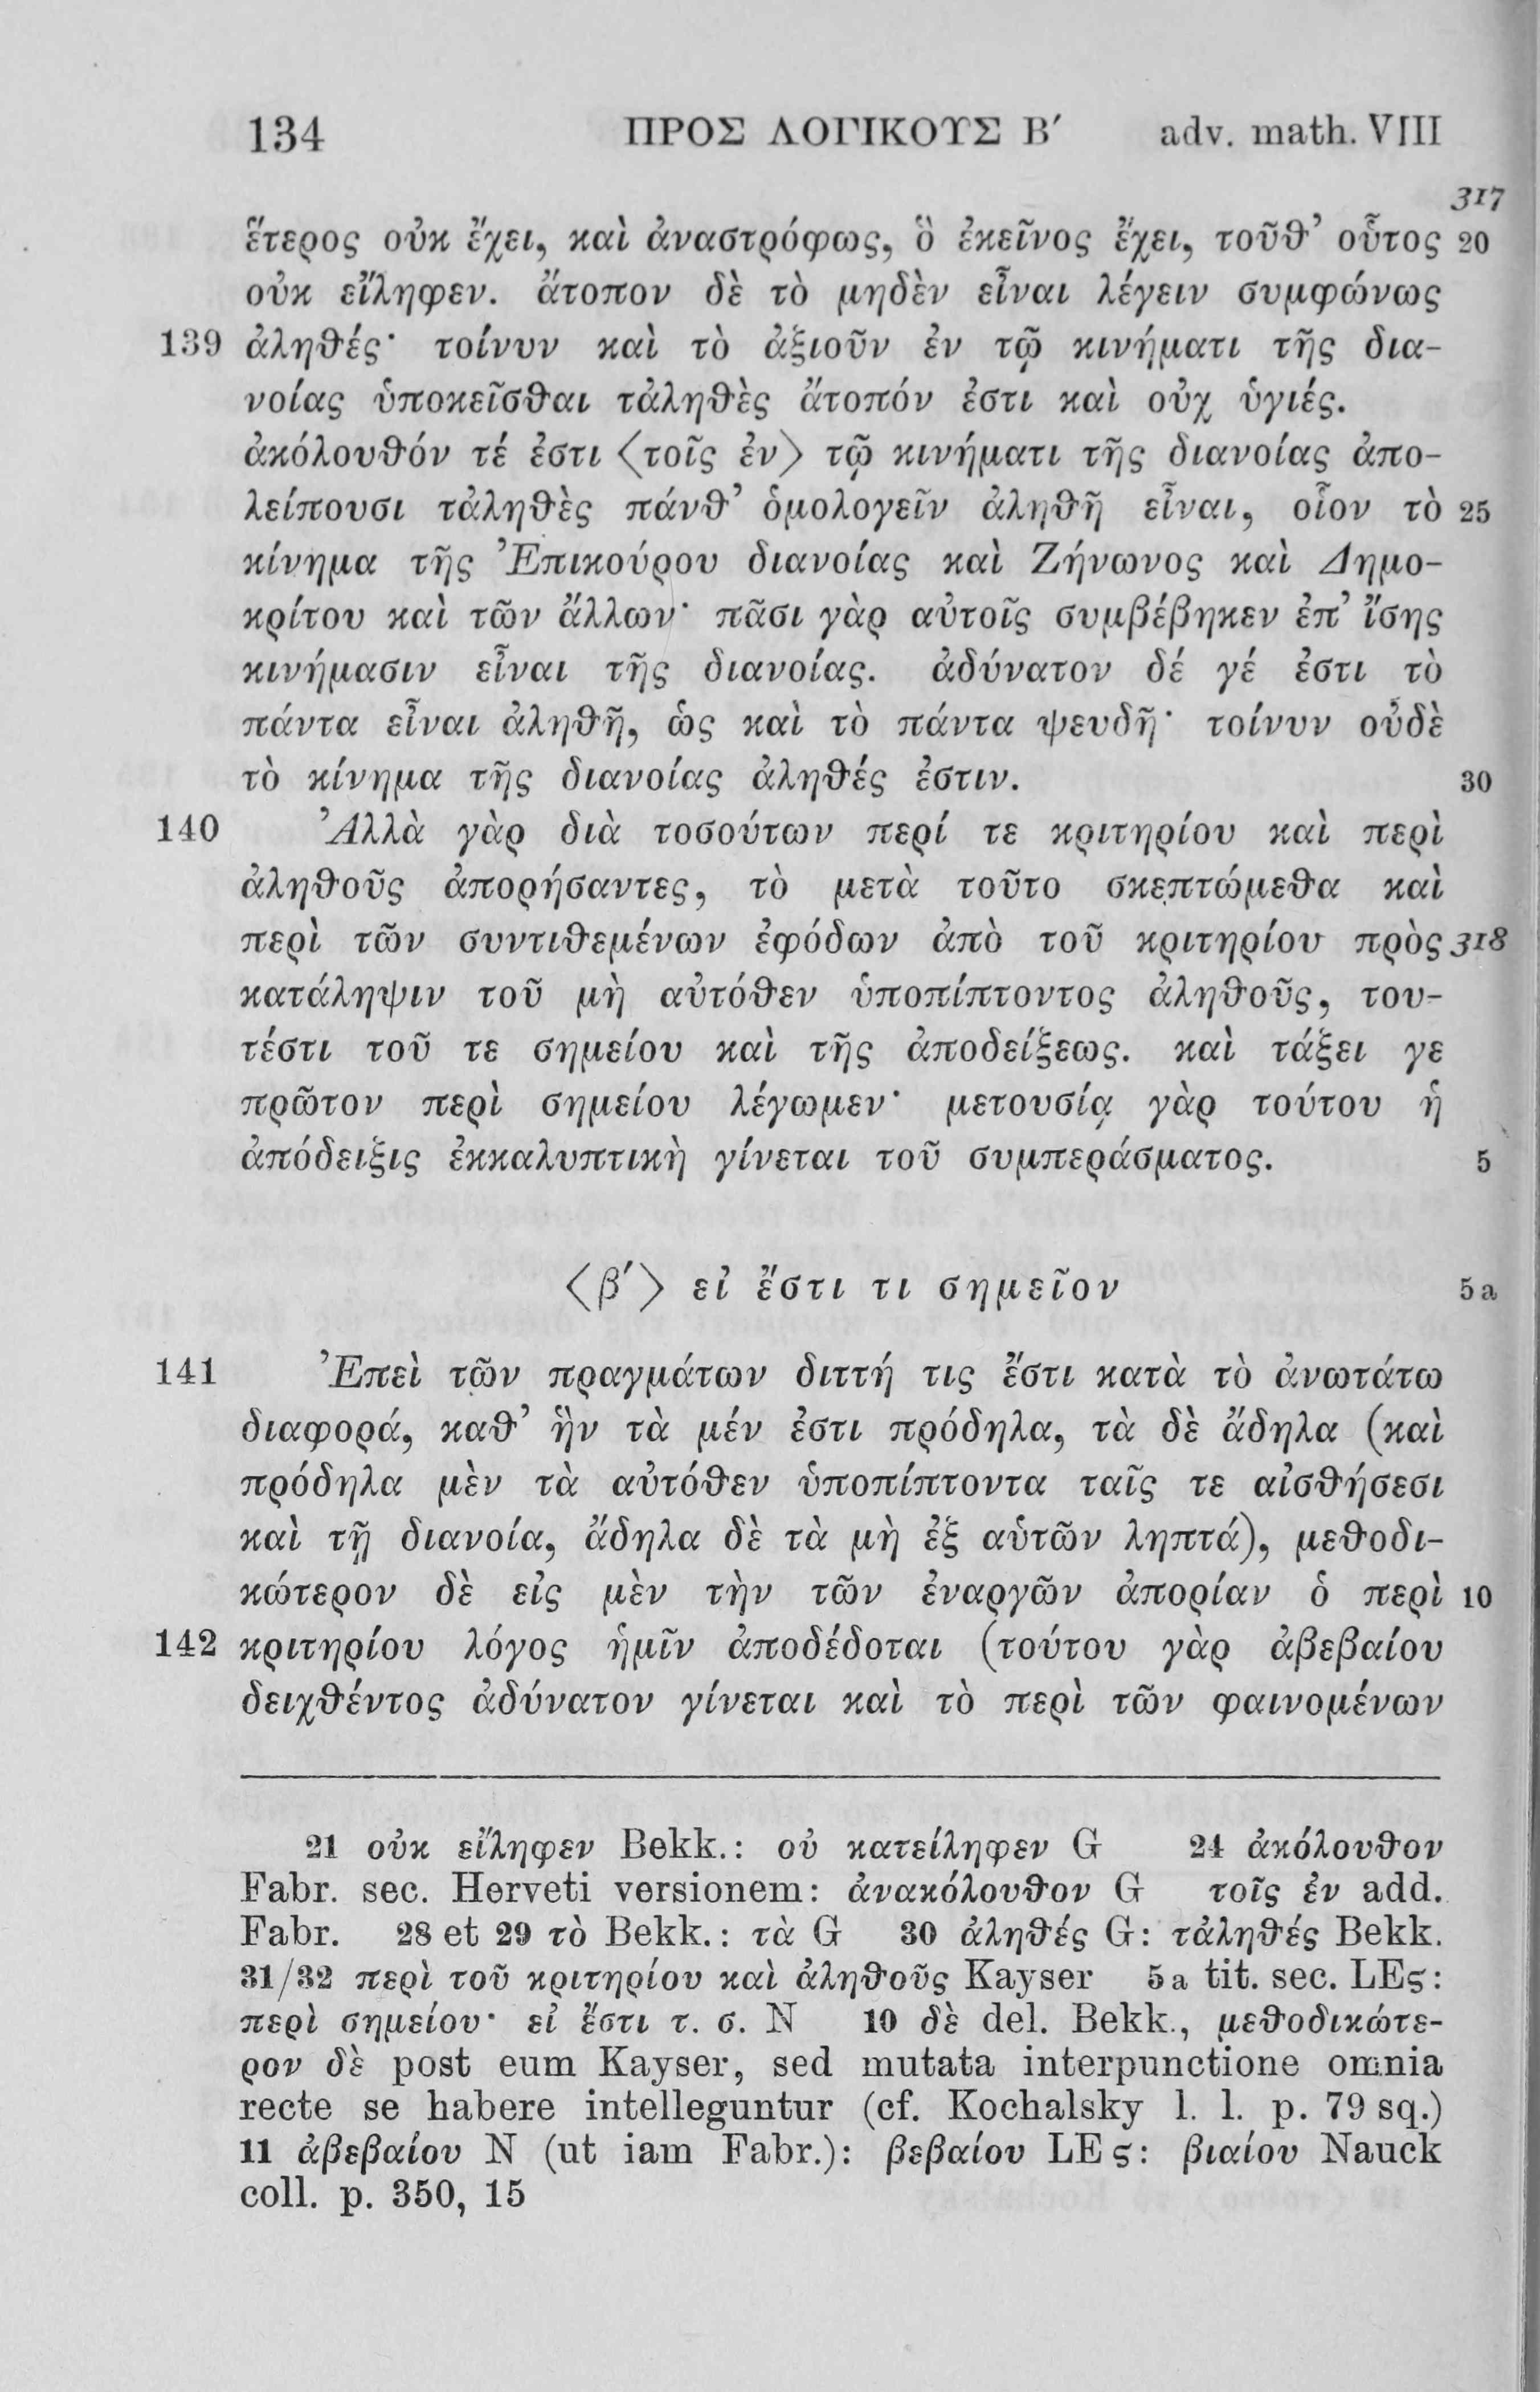 134 ΠΡΟΣ ΛΟΓΙΚΟΥΣ Β′ adv. math. VIII
317
ἕτερος οὐκ ἔχει, καὶ ἀναστρόφως, ὃ ἐκεῖνος ἔχει, τοῦθ’ οὗτος 20
οὐκ εἴληφεν. ἄτοπον δὲ τὸ μηδὲν εἶναι λέγειν συμφώνως
139 ἀληθές· τοίνυν καὶ τὸ ἀξιοῦν ἐν τῷ κινήματι τῆς δια-
νοίας ὑποκεῖσθαι τἀληθὲς ἄτοπόν ἐστι καὶ οὐχ ὑγιές.
ἀκόλουθόν τέ ἐστι ⟨τοῖς ἐν⟩ τῷ κινήματι τῆς διανοίας ἀπο-
λείπουσι τἀληθὲς πάνθ’ ὁμολογεῖν ἀληθῆ εἶναι, οἷον τὸ 25
κίνημα τῆς Ἐπικούρου διανοίας καὶ Ζήνωνος καὶ Δημο-
κρίτου καὶ τῶν ἄλλων· πᾶσι γὰρ αὐτοῖς συμβέβηκεν ἐπ’ ἴσης
κινήμασιν εἶναι τῆς διανοίας. ἀδύνατον δέ γέ ἐστι τὸ
πάντα εἶναι ἀληθῆ, ὡς καὶ τὸ πάντα ψευδῆ· τοίνυν οὐδὲ
τὸ κίνημα τῆς διανοίας ἀληθές ἐστιν. 30
140 Ἀλλὰ γὰρ διὰ τοσούτων περί τε κριτηρίου καὶ περὶ
ἀληθοῦς ἀπορήσαντες, τὸ μετὰ τοῦτο σκεπτώμεθα καὶ
περὶ τῶν συντιθεμένων ἐφόδων ἀπὸ τοῦ κριτηρίου πρὸς 318
κατάληψιν τοῦ μὴ αὐτόθεν ὑποπίπτοντος ἀληθοῦς, του-
τέστι τοῦ τε σημείου καὶ τῆς ἀποδείξεως. καὶ τάξει γε
πρῶτον περὶ σημείου λέγωμεν· μετουσίᾳ γὰρ τούτου ἡ
ἀπόδειξις ἐκκαλυπτικὴ γίνεται τοῦ συμπεράσματος. 5
⟨β′⟩ εἰ ἔστι τι σημεῖον 5a
141 Ἐπεὶ τῶν πραγμάτων διττή τις ἔστι κατὰ τὸ ἀνωτάτω
διαφορά, καθ’ ἣν τὰ μέν ἐστι πρόδηλα, τὰ δὲ ἄδηλα (καὶ
πρόδηλα μὲν τὰ αὐτόθεν ὑποπίπτοντα ταῖς τε αἰσθήσεσι
καὶ τῇ διανοίᾳ, ἄδηλα δὲ τὰ μὴ ἐξ αὑτῶν ληπτά), μεθοδι-
κώτερον δὲ εἰς μὲν τὴν τῶν ἐναργῶν ἀπορίαν ὁ περὶ 10
142 κριτηρίου λόγος ἡμῖν ἀποδέδοται (τούτου γὰρ ἀβεβαίου
δειχθέντος ἀδύνατον γίνεται καὶ τὸ περὶ τῶν φαινομένων
21 οὐκ εἴληφεν Bekk.: οὐ κατείληφεν G 24 ἀκόλουθον
Fabr. sec. Herveti versionem: ἀνακόλουθον G τοῖς ἐν add.
Fabr. 28 et 29 τὸ Bekk.: τὰ G 30 ἀληθές G: τἀληθές Bekk.
31/32 περὶ τοῦ κριτηρίου καὶ ἀληθοῦς Kayser 5a tit. sec. LEς:
περὶ σημείου· εἰ ἔστι τ. σ. N 10 δὲ del. Bekk., μεθοδικώτε-
ρον δὲ post eum Kayser, sed mutata interpunctione omnia
recte se habere intelleguntur (cf. Kochalsky l. l. p. 79 sq.)
11 ἀβεβαίου N (ut iam Fabr.): βεβαίου LE ς: βιαίου Nauck
coll. p. 350, 15